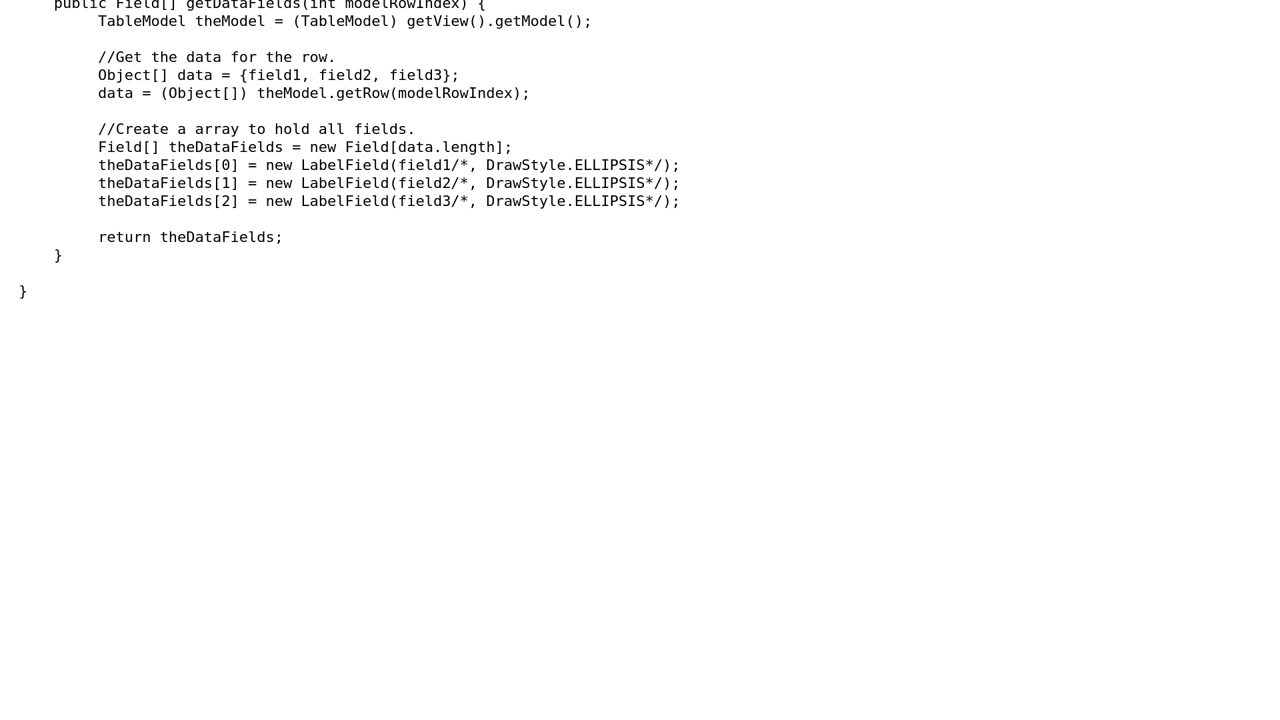 public Field[] getDataFields(int modelRowIndex) {
TableModel theModel = (TableModel) getView().getModel();
//Get the data for the row.
Object[] data = {field1, field2, field3};
data = (Object[]) theModel.getRow(modelRowIndex);
//Create a array to hold all fields.
Field[] theDataFields = new Field[data.length];
theDataFields[0] = new LabelField(field1/*, DrawStyle.ELLIPSIS*/);
theDataFields[1] = new LabelField(field2/*, DrawStyle.ELLIPSIS*/);
theDataFields[2] = new LabelField(field3/*, DrawStyle.ELLIPSIS*/);
return theDataFields;
}
}